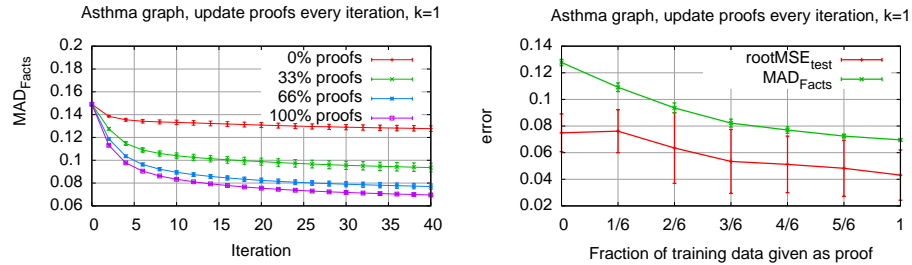 Asthma graph, update proofs every iteration, k=1
MAD_Facts
0.2
0.18
0.16
0.14
0.12
0.1
0.08
0.06
0% proofs
33% proofs
66% proofs
100% proofs
0 5 10 15 20 25 30 35 40
Iteration
Asthma graph, update proofs every iteration, k=1
error
0.14
0.12
0.1
0.08
0.06
0.04
0.02
rootMSE_test
MAD_Facts
0 1/6 2/6 3/6 4/6 5/6 1
Fraction of training data given as proof